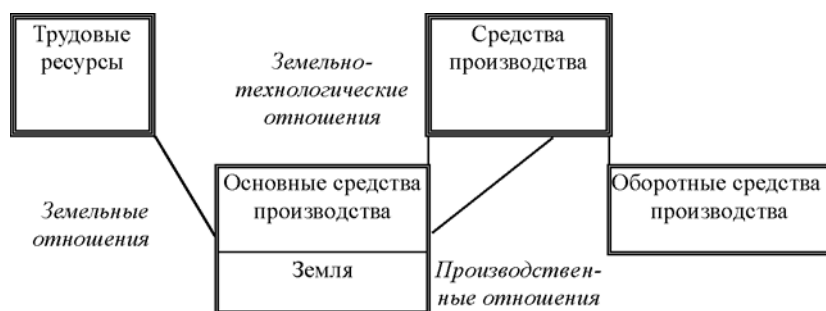 Трудовые
ресурсы
Средства
производства
Земельно-
технологические
отношения
Основные средства
производства
Оборотные средства
производства
Земельные
отношения
Земля
Производствен-
ные отношения